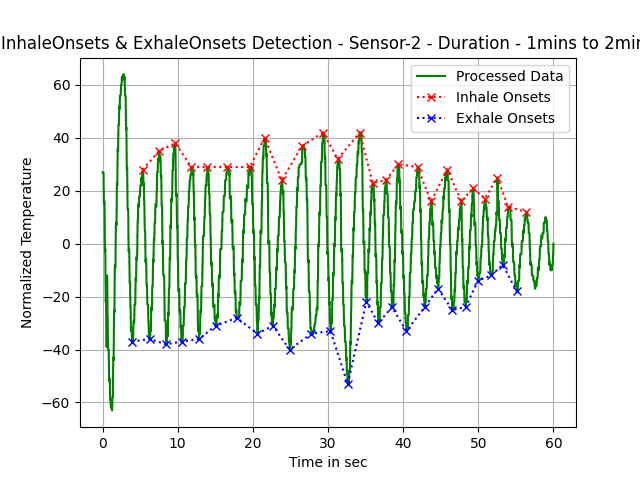 InhaleOnsets & ExhaleOnsets Detection - Sensor-2 - Duration - 1mins to 2min
Processed Data
Inhale Onsets
Exhale Onsets
Normalized Temperature
60
40
20
0
−20
−40
−60
0 10 20 30 40 50 60
Time in sec